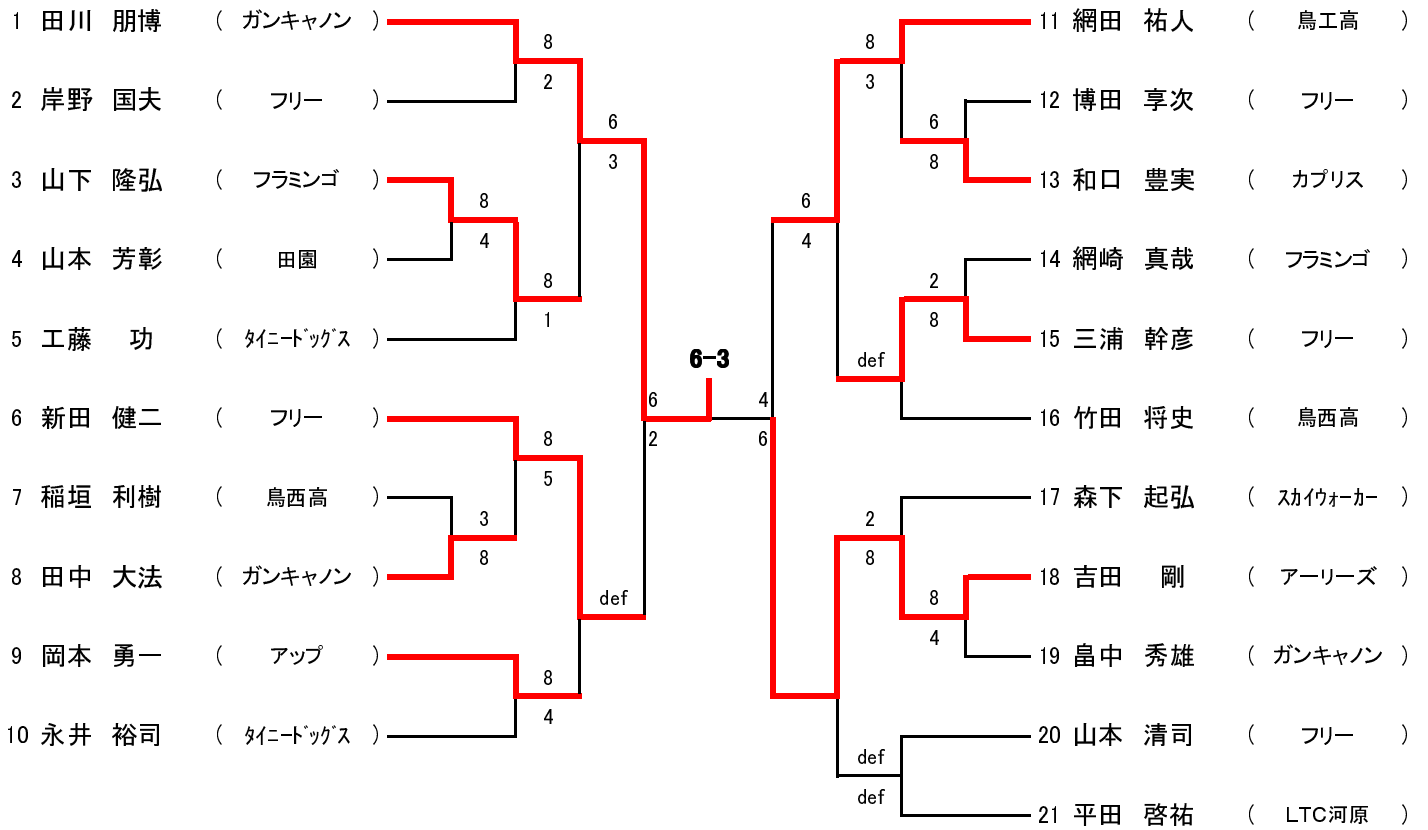 1 田川 朋博 ( ガンキャノン )
8
2
2 岸野 国夫 ( フリー )
6
3
3 山下 隆弘 ( フラミンゴ )
8
4
4 山本 芳彰 ( 田園 )
8
1
5 工藤 功 ( ﾀｲﾆｰﾄﾞｯｸﾞｽ )
6-3
6
2
6 新田 健二 ( フリー )
8
5
7 稲垣 利樹 ( 鳥西高 )
3
8
8 田中 大法 ( ガンキャノン )
def
9 岡本 勇一 ( アップ )
8
4
10 永井 裕司 ( ﾀｲﾆｰﾄﾞｯｸﾞｽ )
11 網田 祐人 ( 鳥工高 )
8
3
12 博田 享次 ( フリー )
6
8
13 和口 豊実 ( カプリス )
6
4
14 網崎 真哉 ( フラミンゴ )
2
8
15 三浦 幹彦 ( フリー )
def
4
6
16 竹田 将史 ( 鳥西高 )
17 森下 起弘 ( ｽｶｲｳｫｰｶｰ )
2
8
18 吉田 剛 ( アーリーズ )
8
4
19 畠中 秀雄 ( ガンキャノン )
20 山本 清司 ( フリー )
def
def
21 平田 啓祐 ( LTC河原 )